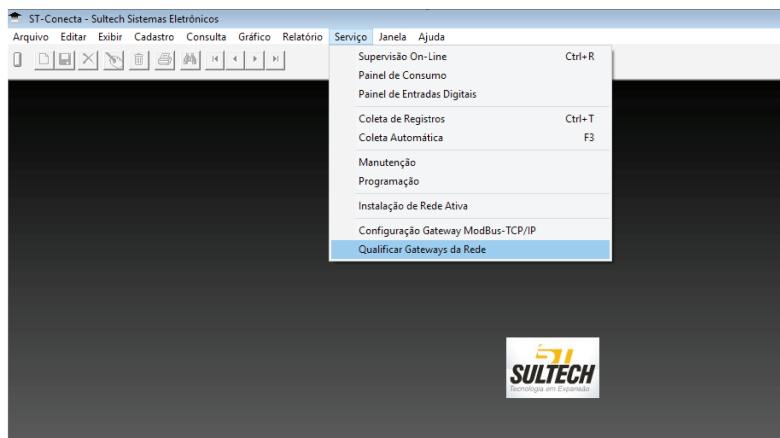 ST-Conecta - Sultech Sistemas Eletrônicos
Arquivo Editar Exibir Cadastro Consulta Gráfico Relatório Serviço Janela Ajuda
Supervisão On-Line Ctrl+R
Painel de Consumo
Painel de Entradas Digitais
Coleta de Registros Ctrl+T
Coleta Automática F3
Manutenção
Programação
Instalação de Rede Ativa
Configuração Gateway ModBus-TCP/IP
Qualificar Gateways da Rede
SULTECH
Tecnologia em Expansão